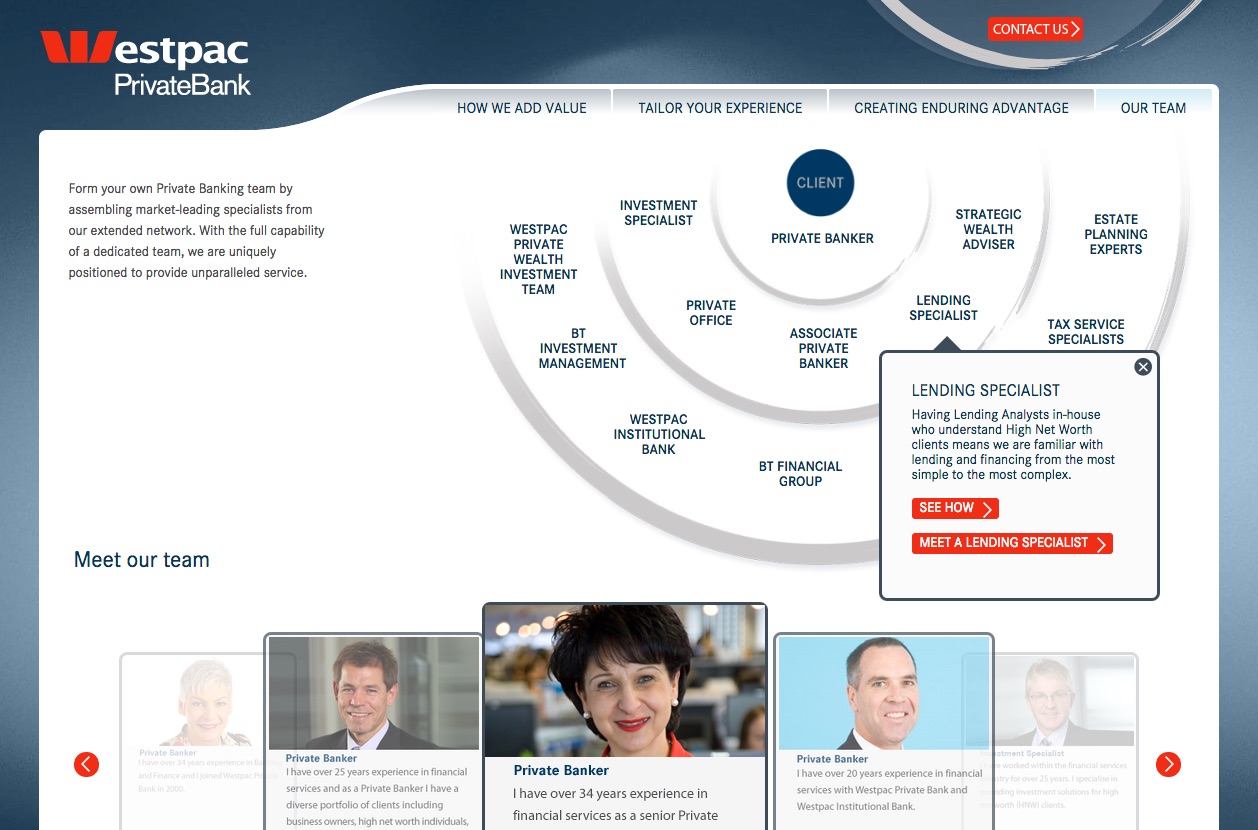 Westpac
PrivateBank
CONTACT US
HOW WE ADD VALUE
TAILOR YOUR EXPERIENCE
CREATING ENDURING ADVANTAGE
OUR TEAM
Form your own Private Banking team by
assembling market-leading specialists from
our extended network. With the full capability
of a dedicated team, we are uniquely
positioned to provide unparalleled service.
CLIENT
PRIVATE BANKER
INVESTMENT
SPECIALIST
STRATEGIC
WEALTH
ADVISER
ESTATE
PLANNING
EXPERTS
WESTPAC
PRIVATE
WEALTH
INVESTMENT
TEAM
PRIVATE
OFFICE
LENDING
SPECIALIST
ASSOCIATE
PRIVATE
BANKER
TAX SERVICE
SPECIALISTS
BT
INVESTMENT
MANAGEMENT
WESTPAC
INSTITUTIONAL
BANK
BT FINANCIAL
GROUP
LENDING SPECIALIST
Having Lending Analysts in-house
who understand High Net Worth
clients means we are familiar with
lending and financing from the most
simple to the most complex.
SEE HOW
MEET A LENDING SPECIALIST
Meet our team
Private Banker
I have over 34 years experience in
and Finance and I joined Westpac
Bank in 2000.
Private Banker
I have over 25 years experience in financial
services and as a Private Banker I have a
diverse portfolio of clients including
business owners, high net worth individuals,
Private Banker
I have over 34 years experience in
financial services as a senior Private
Private Banker
I have over 20 years experience in financial
services with Westpac Private Bank and
Westpac Institutional Bank.
Specialist
worked within the financial services
for over 25 years. I specialise in
investment solutions for high
(HNW) clients.